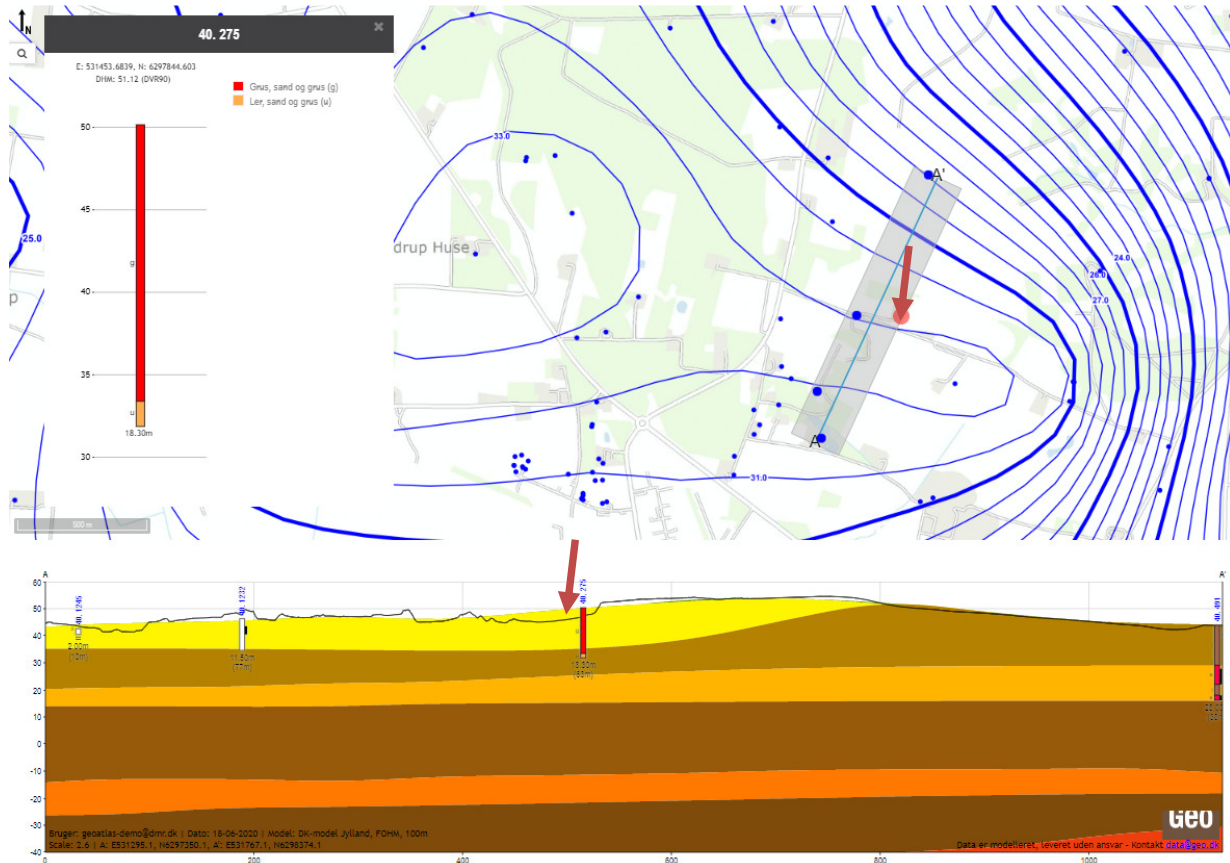 N
40. 275
E: 531453.6839, N: 6297844.603
DHM: 51.12 (DVR90)
Grus, sand og grus (g)
Ler, sand og grus (u)
50
45
g
40
35
u
18.30m
30
25.0
p
500 m
33.0
drup Huse
A'
24.0
26.0
27.0
A
31.0
A
A'
60
50
40
30
20
10
0
-10
-20
-30
-40
40. 1245
2.00m
40. 1232
11.50m
(77m)
40. 275
18.30m
(83m)
40. 491
Bruger: geoatlas-demo@dmr.dk | Dato: 18-06-2020 | Model: DK-model Jylland, FOHM, 100m
Scale: 2.6 | A: E531295.1, N6297350.1, A': E531767.1, N6298374.1
GEO
Data er modelleret, leveret uden ansvar - Kontakt data@geo.dk
0
200
400
600
800
1000